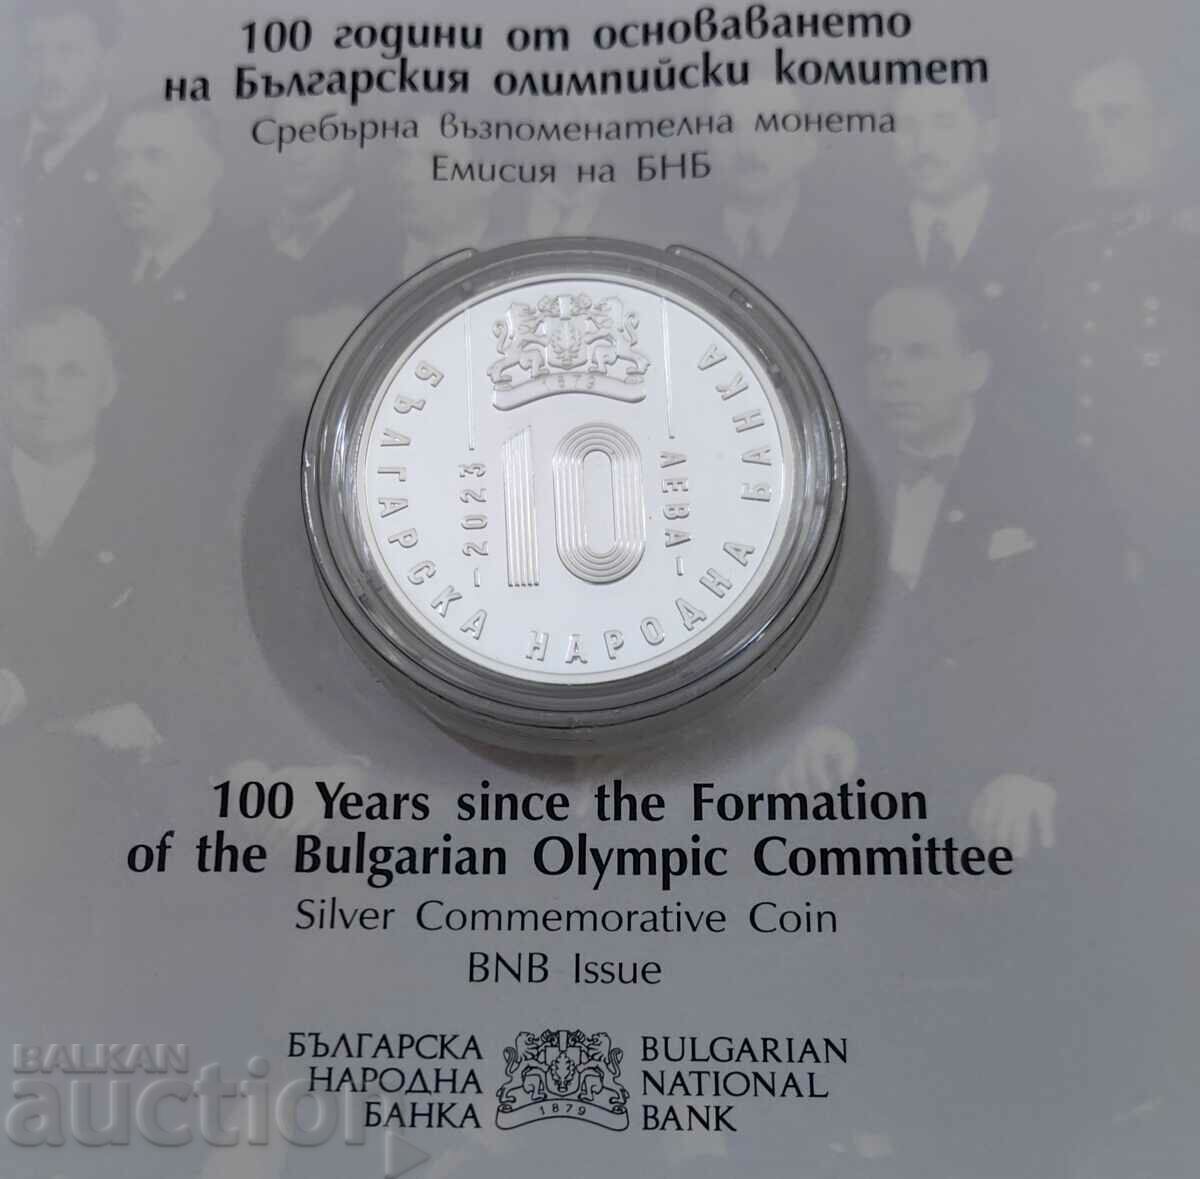 100 години от основаването
на Българския олимпийски комитет
Сребърна възпоменателна монета
Емисия на БНБ
1879
10
2023
ЛЕВА
БЪЛГАРСКА НАРОДНА БАНКА
100 Years since the Formation
of the Bulgarian Olympic Committee
Silver Commemorative Coin
BNB Issue
БЪЛГАРСКА
НАРОДНА
БАНКА
1879
BULGARIAN
NATIONAL
BANK
BALKAN
auction